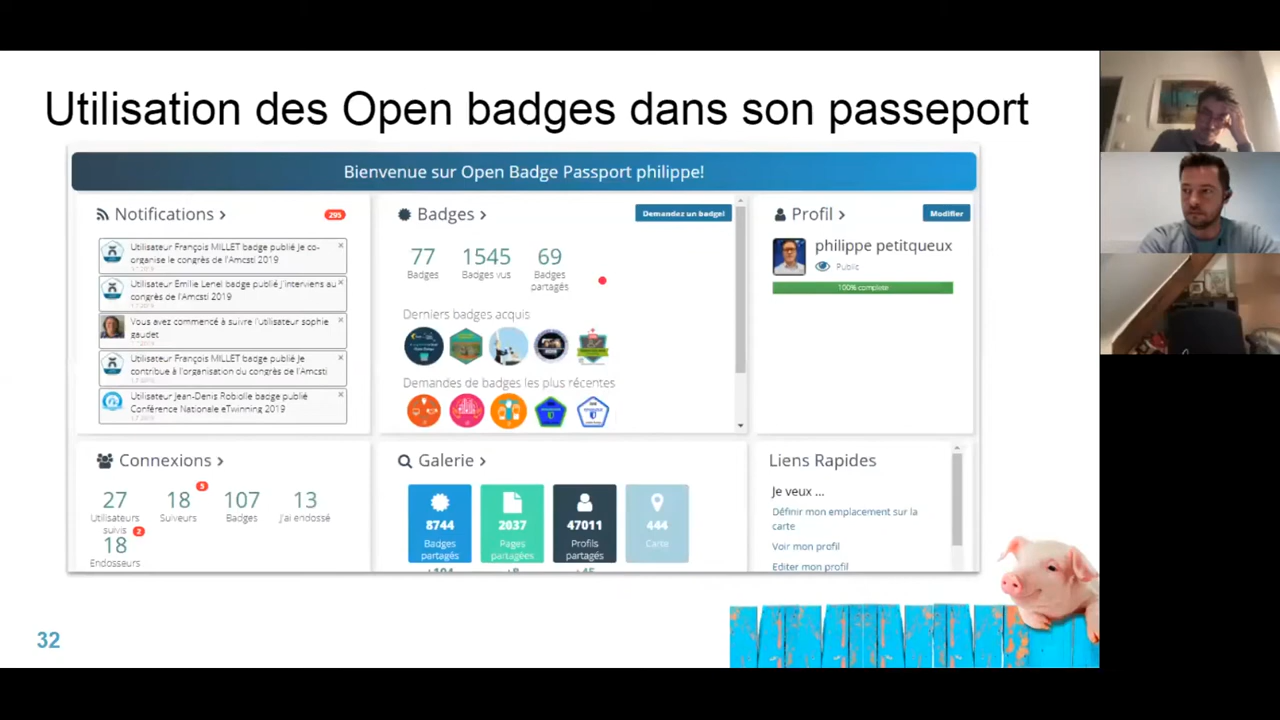 Utilisation des Open badges dans son passeport
Bienvenue sur Open Badge Passport philippe!
Notifications
295
Utilisateur François MILLET badge publié Je co-
organise le congrès de l'Amcsti 2019
Utilisateur Emilie Lenel badge publié J'interviens au
congrès de l'Amcsti 2019
Vous avez commencé à suivre l'utilisateur sophie
gaudet
Utilisateur François MILLET badge publié Je
contribue à l'organisation du congrès de l'Amcsti
Utilisateur Jean-Denis Robiolle badge publié
Conférence Nationale eTwinning 2019
Badges
Demandez un badge!
77
Badges
1545
Badges vus
69
Badges
partagés
Derniers badges acquis
Demandes de badges les plus récentes
Profil
Modifier
philippe petitqueux
Public
100% complete
Connexions
27
Utilisateurs
suivis
5
18
Suiveurs
107
Badges
13
J'ai endossé
2
18
Endosseurs
Galerie
8744
Badges
partagés
2037
Pages
partagées
47011
Profils
partagés
444
Carte
Liens Rapides
Je veux ...
Définir mon emplacement sur la
carte
Voir mon profil
Editer mon profil
32